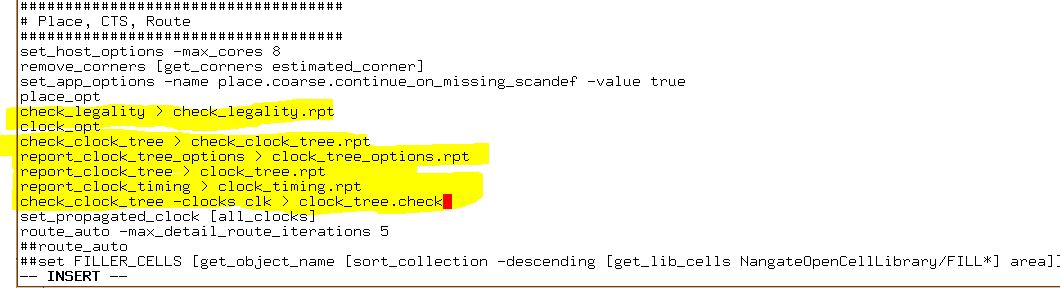 ####################################
# Place, CTS, Route
####################################
set_host_options -max_cores 8
remove_corners [get_corners estimated_corner]
set_app_options -name place.coarse.continue_on_missing_scandef -value true
place_opt
check_legality > check_legality.rpt
clock_opt
check_clock_tree > check_clock_tree.rpt
report_clock_tree_options > clock_tree_options.rpt
report_clock_tree > clock_tree.rpt
report_clock_timing > clock_timing.rpt
check_clock_tree -clocks clk > clock_tree.check
set_propagated_clock [all_clocks]
route_auto -max_detail_route_iterations 5
##route_auto
##set FILLER_CELLS [get_object_name [sort_collection -descending [get_lib_cells NangateOpenCellLibrary/FILL*] area]]
-- INSERT --